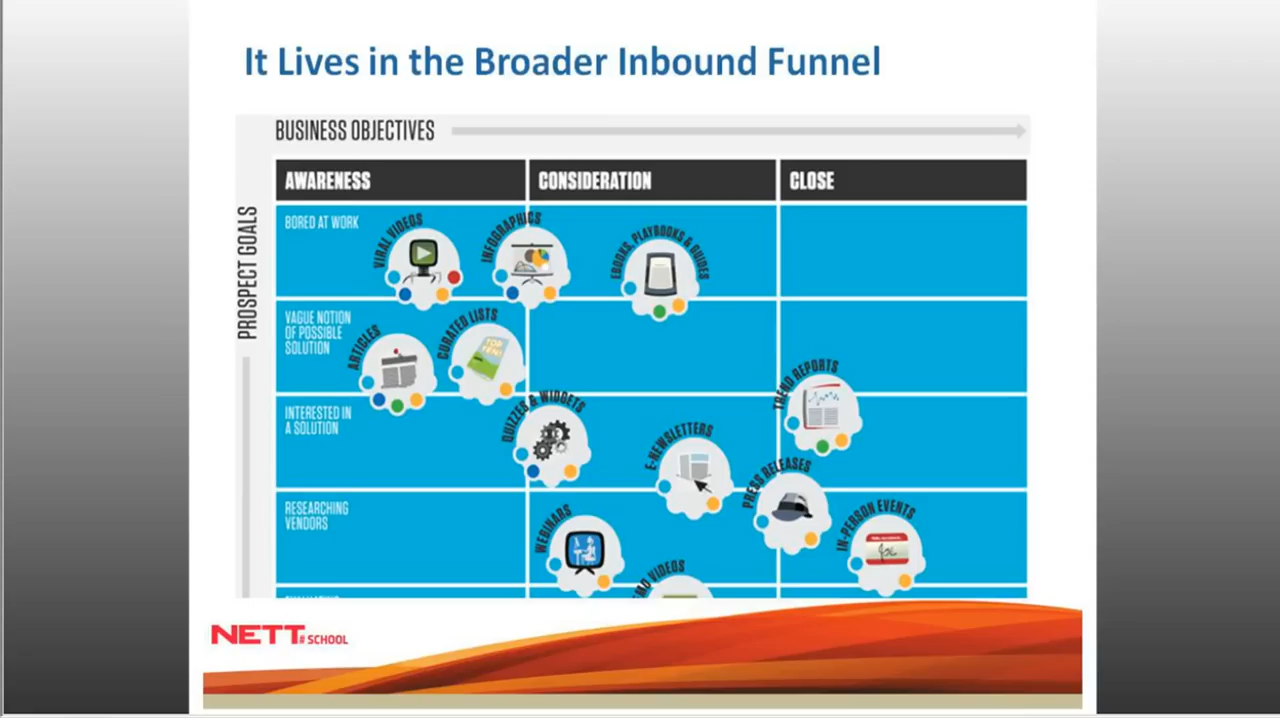 It Lives in the Broader Inbound Funnel
BUSINESS OBJECTIVES
PROSPECT GOALS
AWARENESS
CONSIDERATION
CLOSE
BORED AT WORK
VIRAL VIDEOS
INFOGRAPHICS
EBOOKS, PLAYBOOKS & GUIDES
VAGUE NOTION
OF POSSIBLE
SOLUTION
ARTICLES
CURATED LISTS
TOP
TEN
TREND REPORTS
INTERESTED IN
A SOLUTION
QUIZZES & WIDGETS
E-NEWSLETTERS
PRESS RELEASES
RESEARCHING
VENDORS
WEBINARS
IN-PERSON EVENTS
VIDEOS
NETT
# SCHOOL